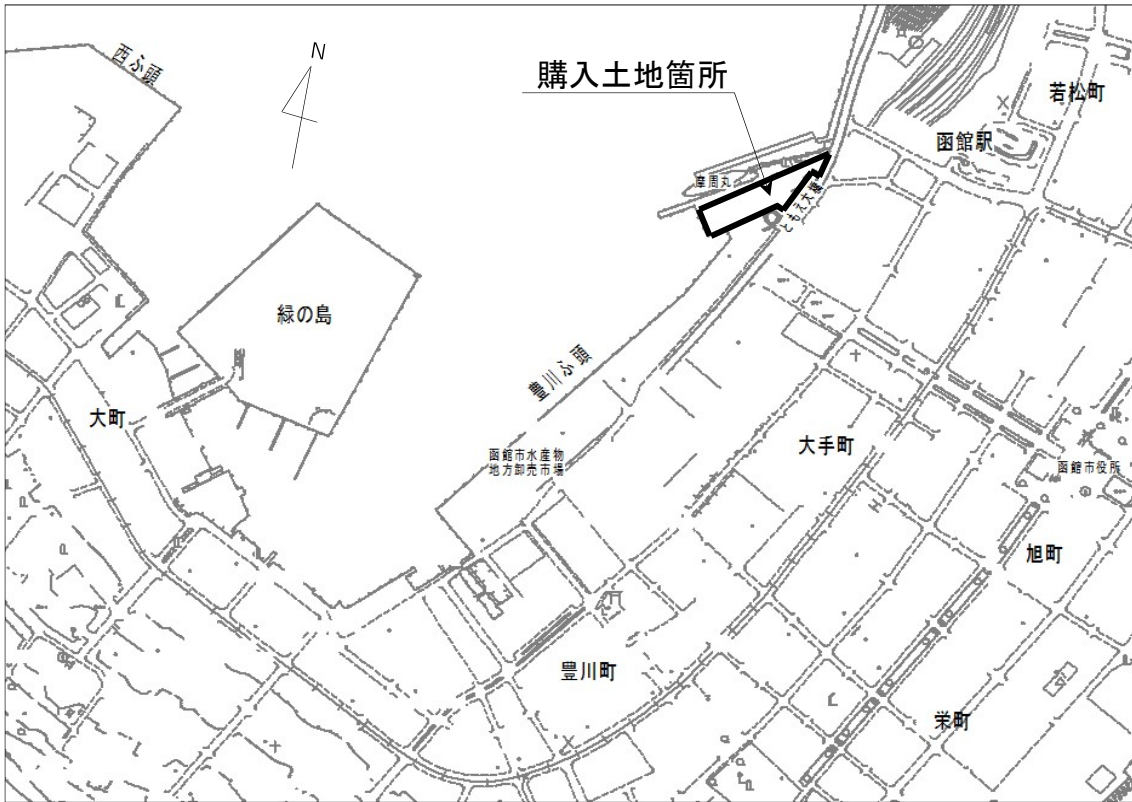 西ふ頭
N
購入土地箇所
若松町
函館駅
摩周丸
ともえ大橋
緑の島
豊川ふ頭
大町
函館市水産物
地方卸売市場
大手町
函館市役所
旭町
豊川町
栄町